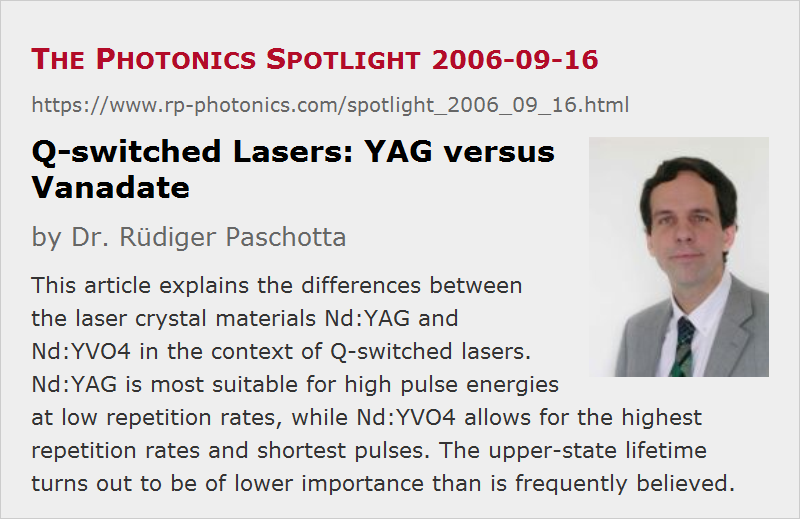 The Photonics Spotlight 2006-09-16
https://www.rp-photonics.com/spotlight_2006_09_16.html
Q-switched Lasers: YAG versus
Vanadate
by Dr. Rüdiger Paschotta
This article explains the differences between
the laser crystal materials Nd:YAG and
Nd:YVO4 in the context of Q-switched lasers.
Nd:YAG is most suitable for high pulse energies
at low repetition rates, while Nd:YVO4 allows for the highest
repetition rates and shortest pulses. The upper-state lifetime
turns out to be of lower importance than is frequently believed.